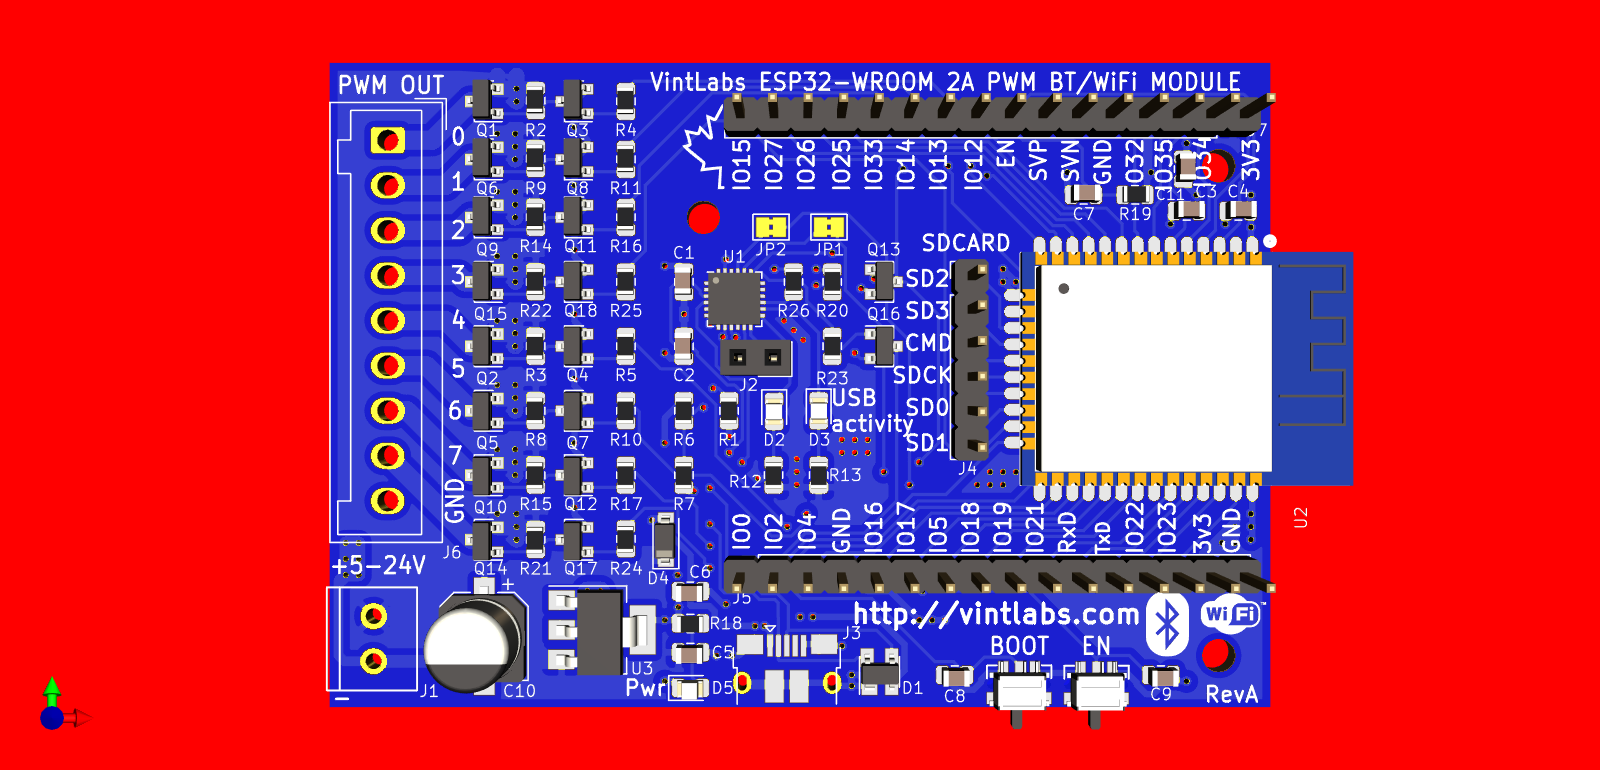 PWM OUT
VintLabs ESP32-WROOM 2A PWM BT/WiFi MODULE
Q1 R2 Q3 R4
0
IO15 IO27 IO26 IO25 IO33 IO14 IO13 IO12 EN SVP SVN GND IO32 IO35 IO34 3V3
Q6 R9 Q8 R11
1
C7 R19 C11 C3 C4
Q9 R14 Q11 R16
2
JP2 JP1 Q13
SDCARD
C1 U1
3
SD2
Q15 R22 Q18 R25
R26 R20 Q16
SD3
4
CMD
Q2 R3 Q4 R5
C2 J2 R23
SDCK
5
USB
activity
SD0
6
Q5 R8 Q7 R10
R6 R1 D2 D3
SD1
7
J4
R12 R13
Q10 R15 Q12 R17
R7
GND
IO0 IO2 IO4 GND IO16 IO17 IO5 IO18 IO19 IO21 RxD TxD IO22 IO23 3v3 GND
U2
J6
+5-24V
Q14 R21 Q17 R24
D4 C6
+
J5
http://vintlabs.com
WiFi™
R18 J3
BOOT EN
C5
U3
Pwr D5
D1
J1 C10
C8 C9
RevA
-